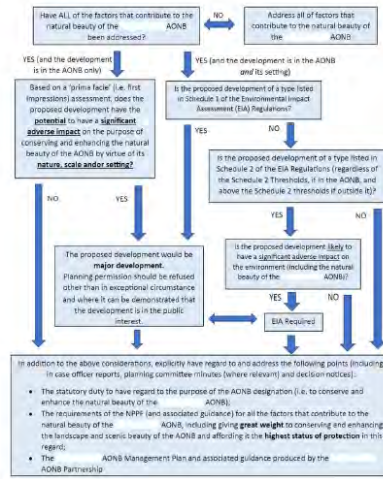 Have ALL of the factors that contribute to the
natural beauty of the AONB
been addressed?
NO
Address all of factors that
contribute to the natural beauty of
the AONB
YES (and the development
is in the AONB only)
YES (and the development is in the AONB
and its setting)
Based on a 'prima facie' (i.e. first
impressions) assessment, does the
proposed development have the
potential to have a significant
adverse impact on the purpose of
conserving and enhancing the natural
beauty of the AONB by virtue of its
nature, scale and/or setting?
Is the proposed development of a type listed
in Schedule 1 of the Environmental Impact
Assessment (EIA) Regulations?
YES
NO
Is the proposed development of a type listed in
Schedule 2 of the EIA Regulations (regardless of
the Schedule 2 Thresholds, if in the AONB, and
above the Schedule 2 thresholds if outside it)?
NO
YES
YES
NO
The proposed development would be
major development.
Planning permission should be refused
other than in exceptional circumstance
and where it can be demonstrated that
the development is in the public
interest.
Is the proposed development likely to
have a significant adverse impact on
the environment (including the natural
beauty of the AONB)?
YES
NO
EIA Required
In addition to the above considerations, explicitly have regard to and address the following points (including
in case officer reports, planning committee minutes (where relevant) and decision notices):
• The statutory duty to have regard to the purpose of the AONB designation (i.e. to conserve and
enhance the natural beauty of the AONB);
• The requirements of the NPPF (and associated guidance) for all the factors that contribute to the
natural beauty of the AONB, including giving great weight to conserving and enhancing
the landscape and scenic beauty of the AONB and affording it the highest status of protection in this
regard;
• The AONB Management Plan and associated guidance produced by the
AONB Partnership